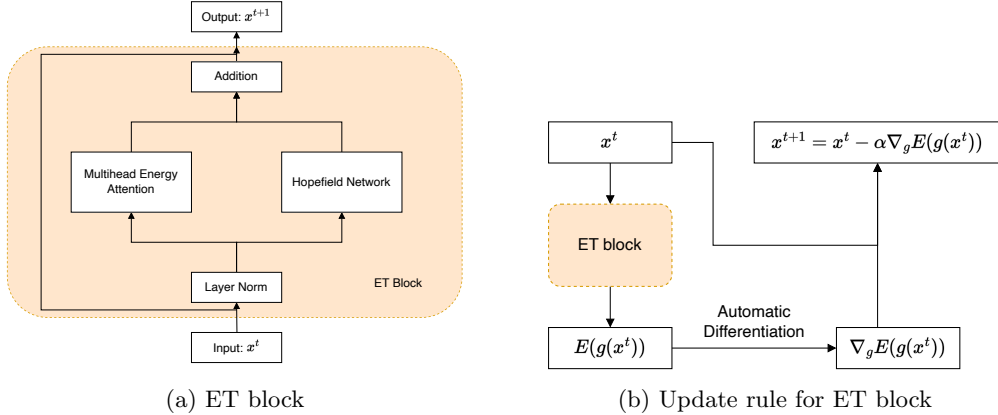 Output: x^{t+1}
Addition
Multihead Energy
Attention
Hopefield Network
Layer Norm
ET Block
Input: x^t
(a) ET block
x^t
x^{t+1} = x^t − α∇_g E(g(x^t))
ET block
Automatic
Differentiation
E(g(x^t))
∇_g E(g(x^t))
(b) Update rule for ET block